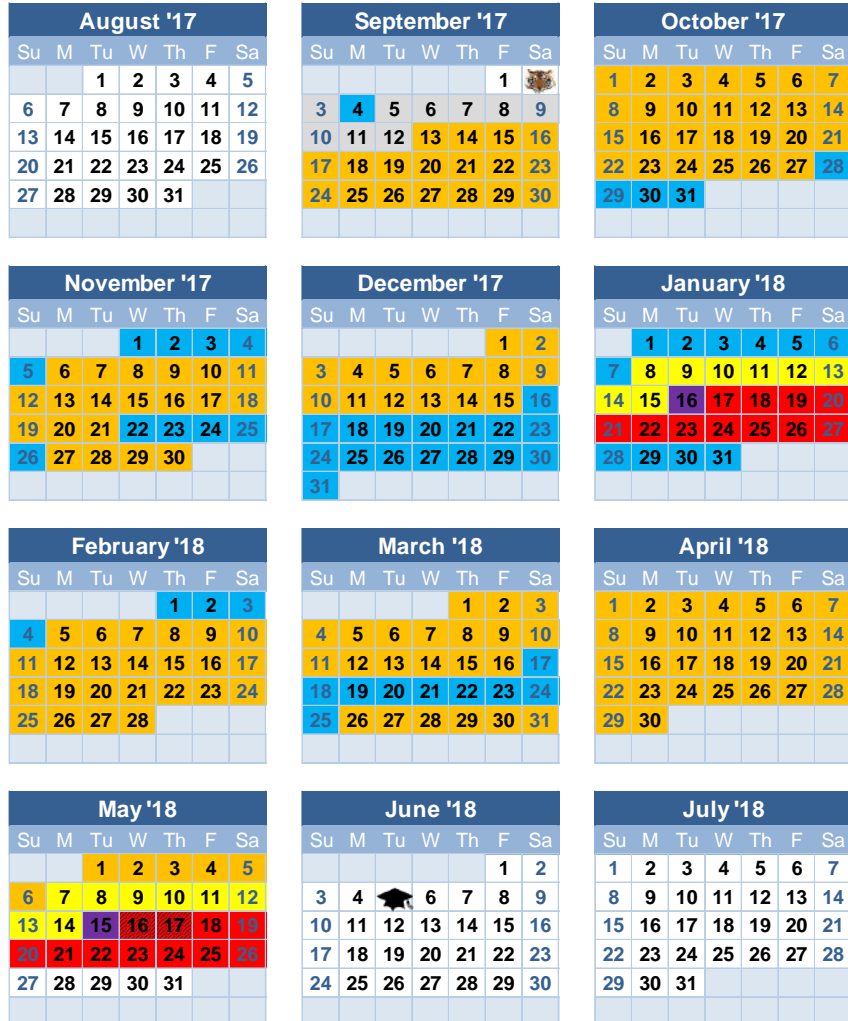 August '17 September '17 October '17
Su M Tu W Th F Sa Su M Tu W Th F Sa Su M Tu W Th F Sa
1 2 3 4 5 1 1 2 3 4 5 6 7
6 7 8 9 10 11 12 3 4 5 6 7 8 9 8 9 10 11 12 13 14
13 14 15 16 17 18 19 10 11 12 13 14 15 16 15 16 17 18 19 20 21
20 21 22 23 24 25 26 17 18 19 20 21 22 23 22 23 24 25 26 27 28
27 28 29 30 31 24 25 26 27 28 29 30 29 30 31
November '17 December '17 January '18
Su M Tu W Th F Sa Su M Tu W Th F Sa Su M Tu W Th F Sa
1 2 3 4 1 2 1 2 3 4 5 6
5 6 7 8 9 10 11 3 4 5 6 7 8 9 7 8 9 10 11 12 13
12 13 14 15 16 17 18 10 11 12 13 14 15 16 14 15 16 17 18 19 20
19 20 21 22 23 24 25 17 18 19 20 21 22 23 21 22 23 24 25 26 27
26 27 28 29 30 24 25 26 27 28 29 30 28 29 30 31
31
February '18 March '18 April '18
Su M Tu W Th F Sa Su M Tu W Th F Sa Su M Tu W Th F Sa
1 2 3 1 2 3 1 2 3 4 5 6 7
4 5 6 7 8 9 10 4 5 6 7 8 9 10 8 9 10 11 12 13 14
11 12 13 14 15 16 17 11 12 13 14 15 16 17 15 16 17 18 19 20 21
18 19 20 21 22 23 24 18 19 20 21 22 23 24 22 23 24 25 26 27 28
25 26 27 28 25 26 27 28 29 30 31 29 30
May '18 June '18 July '18
Su M Tu W Th F Sa Su M Tu W Th F Sa Su M Tu W Th F Sa
1 2 3 4 5 1 2 1 2 3 4 5 6 7
6 7 8 9 10 11 12 3 4 6 7 8 9 8 9 10 11 12 13 14
13 14 15 16 17 18 19 10 11 12 13 14 15 16 15 16 17 18 19 20 21
20 21 22 23 24 25 26 17 18 19 20 21 22 23 22 23 24 25 26 27 28
27 28 29 30 31 24 25 26 27 28 29 30 29 30 31